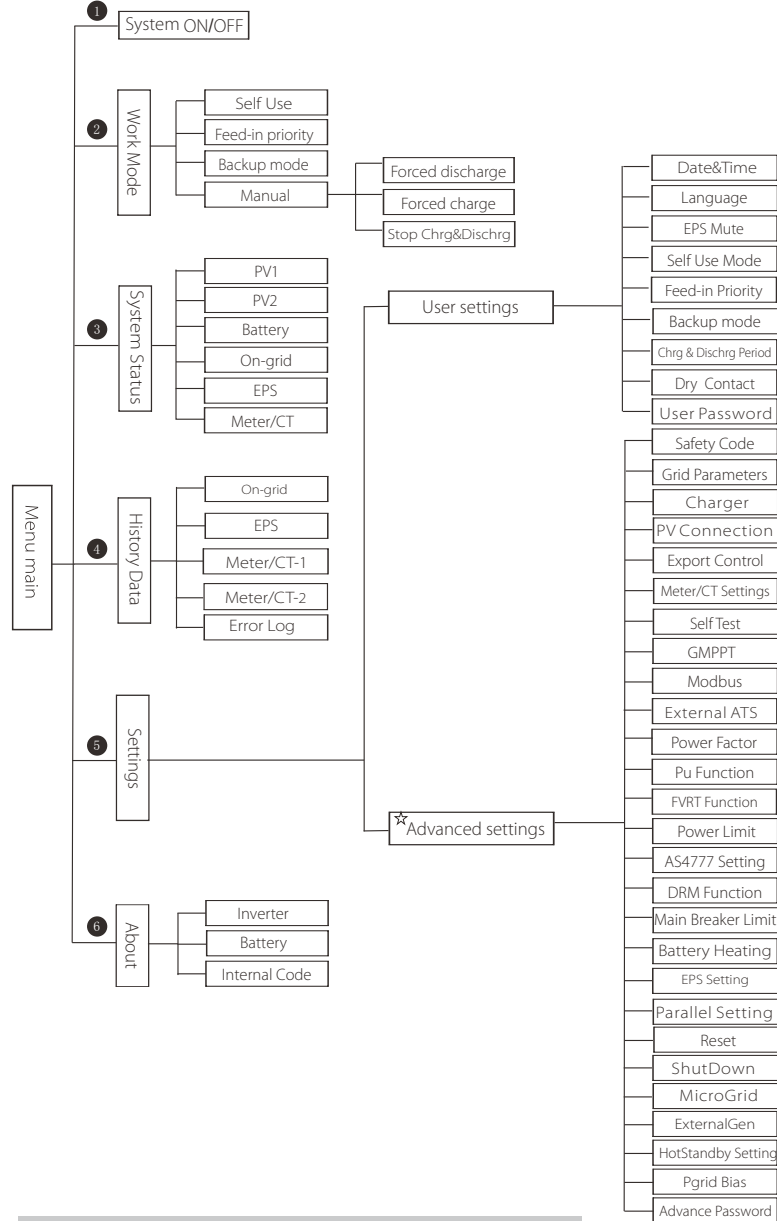 Menu main
1
System ON/OFF
2
Work Mode
Self Use
Feed-in priority
Backup mode
Manual
Forced discharge
Forced charge
Stop Chrg&Dischrg
3
System Status
PV1
PV2
Battery
On-grid
EPS
Meter/CT
4
History Data
On-grid
EPS
Meter/CT-1
Meter/CT-2
Error Log
5
Settings
User settings
Date&Time
Language
EPS Mute
Self Use Mode
Feed-in Priority
Backup mode
Chrg & Dischrg Period
Dry Contact
User Password
☆Advanced settings
Safety Code
Grid Parameters
Charger
PV Connection
Export Control
Meter/CT Settings
Self Test
GMPPT
Modbus
External ATS
Power Factor
Pu Function
FVRT Function
Power Limit
AS4777 Setting
DRM Function
Main Breaker Limit
Battery Heating
EPS Setting
Parallel Setting
Reset
ShutDown
MicroGrid
ExternalGen
HotStandby Setting
Pgrid Bias
Advance Password
6
About
Inverter
Battery
Internal Code